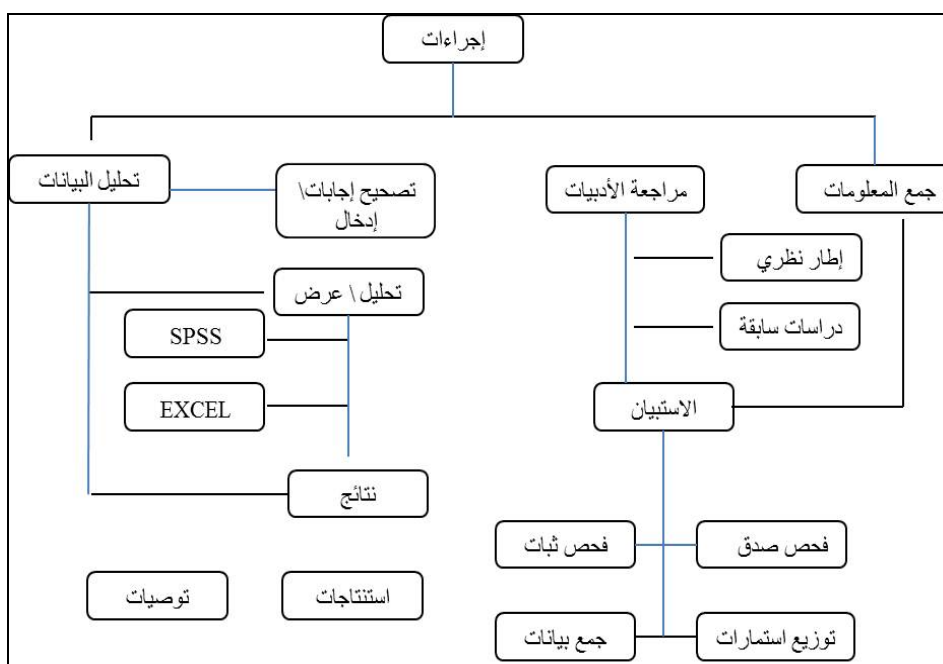 إجراءات
جمع المعلومات
مراجعة الأدبيات
إطار نظري
دراسات سابقة
الاستبيان
فحص صدق
فحص ثبات
توزيع استمارات
جمع بيانات
تحليل البيانات
تصحيح إجابات\
إدخال
تحليل \ عرض
SPSS
EXCEL
نتائج
استنتاجات
توصيات